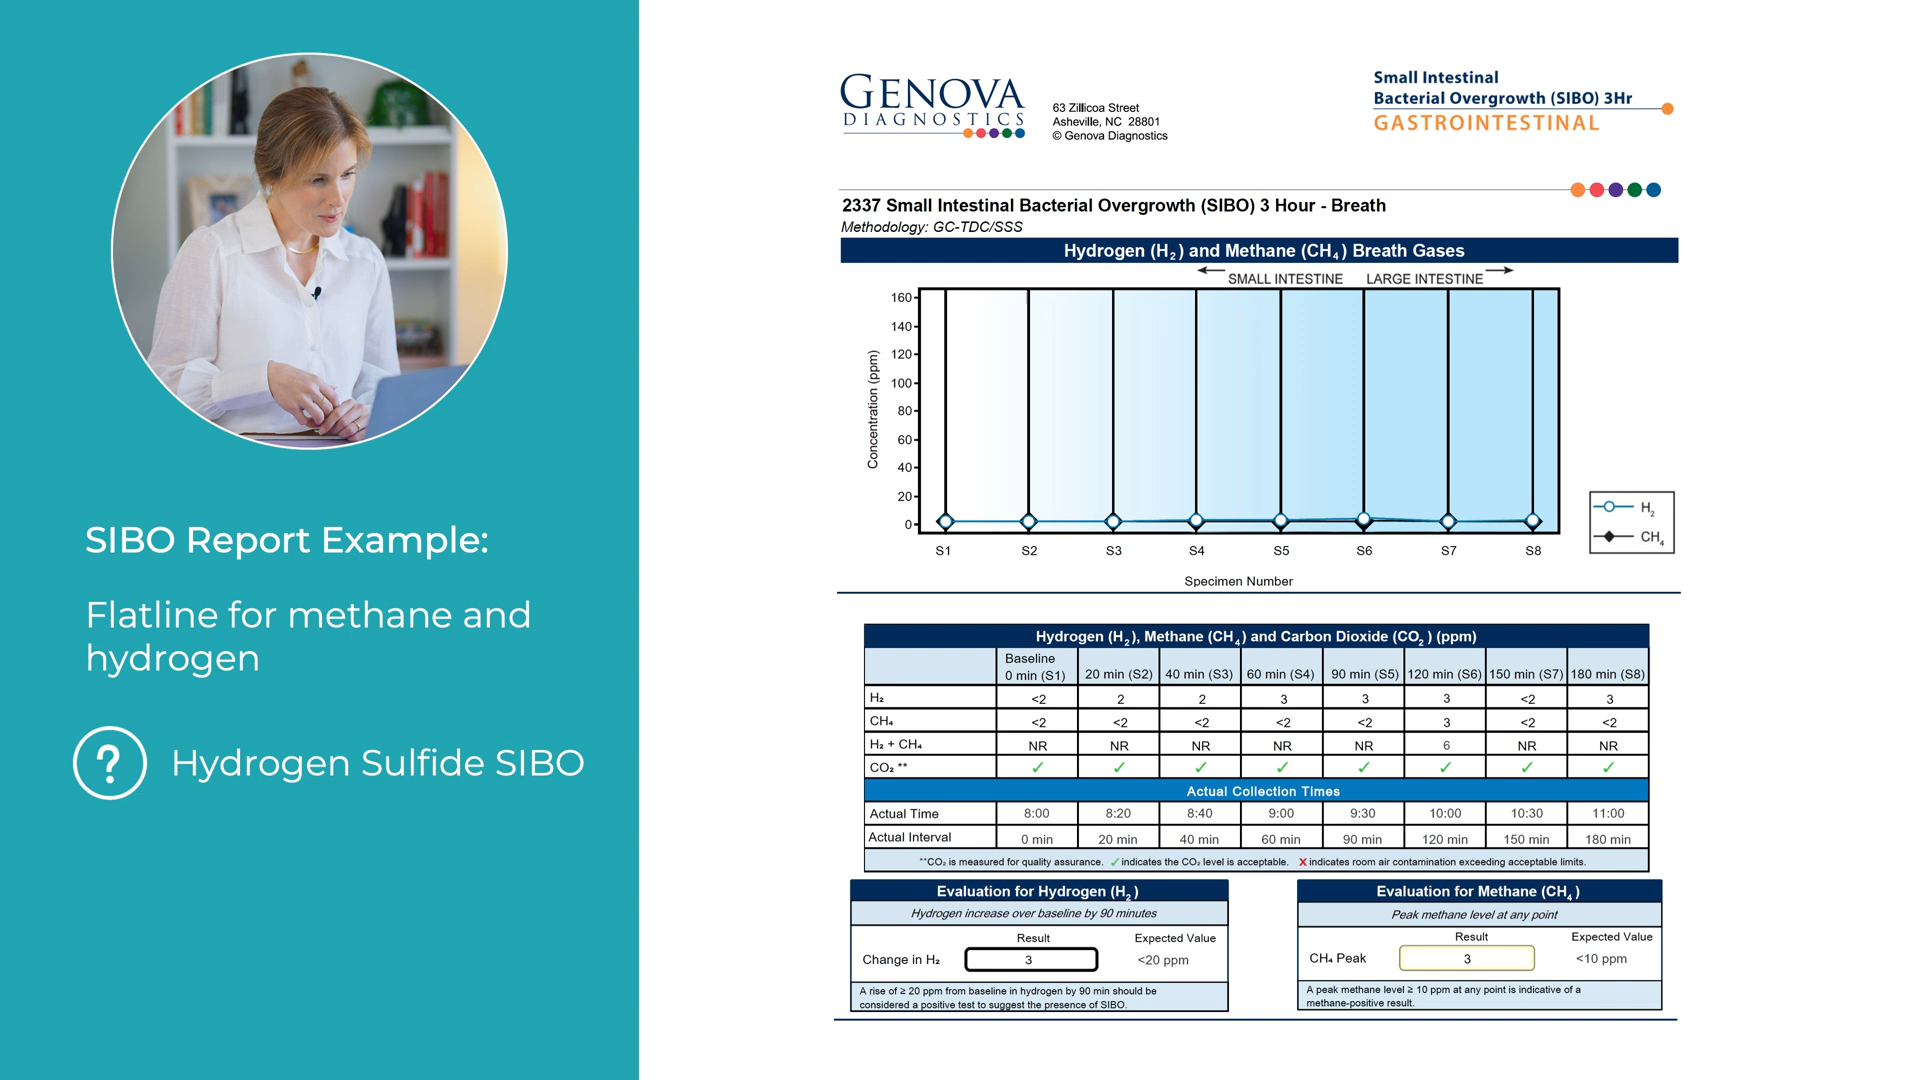 SIBO Report Example:
Flatline for methane and
hydrogen
?
Hydrogen Sulfide SIBO
GENOVA
DIAGNOSTICS
63 Zillicoa Street
Asheville, NC 28801
© Genova Diagnostics
Small Intestinal
Bacterial Overgrowth (SIBO) 3Hr
GASTROINTESTINAL
2337 Small Intestinal Bacterial Overgrowth (SIBO) 3 Hour - Breath
Methodology: GC-TDC/SSS
Hydrogen (H₂) and Methane (CH₄) Breath Gases
SMALL INTESTINE LARGE INTESTINE
Concentration (ppm)
160
140
120
100
80
60
40
20
0
S1 S2 S3 S4 S5 S6 S7 S8
Specimen Number
H₂
CH₄
Hydrogen (H₂), Methane (CH₄) and Carbon Dioxide (CO₂ ) (ppm)
Baseline
0 min (S1) 20 min (S2) 40 min (S3) 60 min (S4) 90 min (S5) 120 min (S6) 150 min (S7) 180 min (S8)
H₂ <2 2 2 3 3 3 <2 3
CH₄ <2 <2 <2 <2 <2 3 <2 <2
H₂ + CH₄ NR NR NR NR NR 6 NR NR
CO₂ ** ✓ ✓ ✓ ✓ ✓ ✓ ✓ ✓
Actual Collection Times
Actual Time 8:00 8:20 8:40 9:00 9:30 10:00 10:30 11:00
Actual Interval 0 min 20 min 40 min 60 min 90 min 120 min 150 min 180 min
**CO₂ is measured for quality assurance. ✓ indicates the CO₂ level is acceptable. X indicates room air contamination exceeding acceptable limits.
Evaluation for Hydrogen (H₂ )
Hydrogen increase over baseline by 90 minutes
Result Expected Value
Change in H₂ 3 <20 ppm
A rise of ≥ 20 ppm from baseline in hydrogen by 90 min should be
considered a positive test to suggest the presence of SIBO.
Evaluation for Methane (CH₄ )
Peak methane level at any point
Result Expected Value
CH₄ Peak 3 <10 ppm
A peak methane level ≥ 10 ppm at any point is indicative of a
methane-positive result.